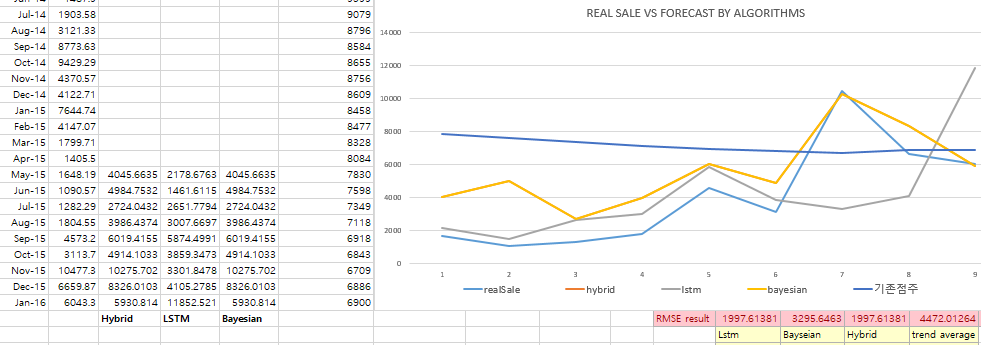 REAL SALE VS FORECAST BY ALGORITHMS
Jul-14 1903.58 9079
Aug-14 3121.33 8796
Sep-14 8773.63 8584
Oct-14 9429.29 8655
Nov-14 4370.57 8756
Dec-14 4122.71 8609
Jan-15 7644.74 8458
Feb-15 4147.07 8477
Mar-15 1799.71 8328
Apr-15 1405.5 8084
May-15 1648.19 4045.6635 2178.6763 4045.6635 7830
Jun-15 1090.57 4984.7532 1461.6115 4984.7532 7598
Jul-15 1282.29 2724.0432 2651.7794 2724.0432 7349
Aug-15 1804.55 3986.4374 3007.6697 3986.4374 7118
Sep-15 4573.2 6019.4155 5874.4991 6019.4155 6918
Oct-15 3113.7 4914.1033 3859.3473 4914.1033 6843
Nov-15 10477.3 10275.702 3301.8478 10275.702 6709
Dec-15 6659.87 8326.0103 4105.2785 8326.0103 6886
Jan-16 6043.3 5930.814 11852.521 5930.814 6900
Hybrid LSTM Bayesian
14000
12000
10000
8000
6000
4000
2000
0
1 2 3 4 5 6 7 8 9
realSale hybrid lstm bayesian 기존점주
RMSE result 1997.61381 3295.6463 1997.61381 4472.01264
Lstm Bayseian Hybrid trend average